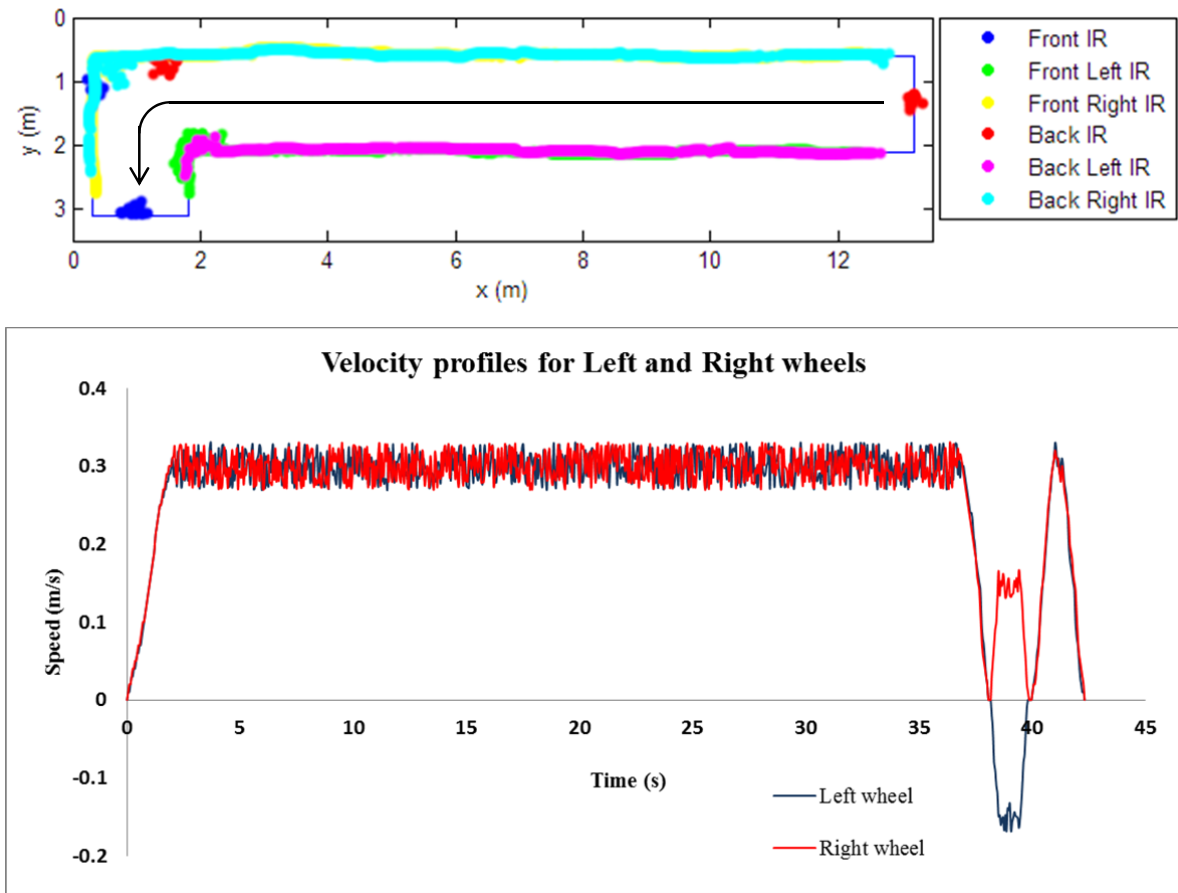 0
1
2
3
y (m)
0 2 4 6 8 10 12
x (m)
Front IR
Front Left IR
Front Right IR
Back IR
Back Left IR
Back Right IR
Velocity profiles for Left and Right wheels
0.4
0.3
0.2
0.1
0
-0.1
-0.2
Speed (m/s)
0 5 10 15 20 25 30 35 40 45
Time (s)
Left wheel
Right wheel